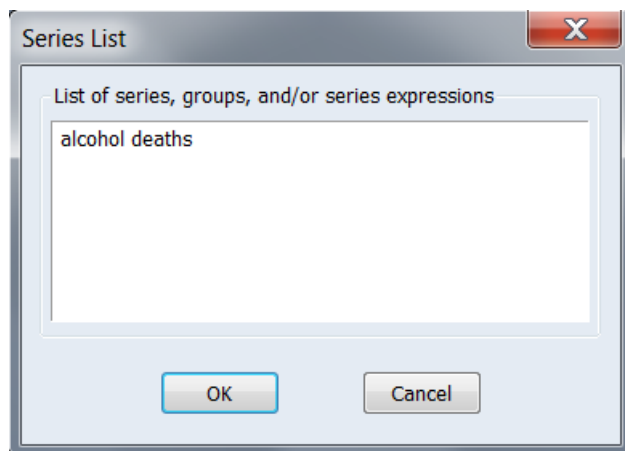 Series List
List of series, groups, and/or series expressions
alcohol deaths
OK
Cancel